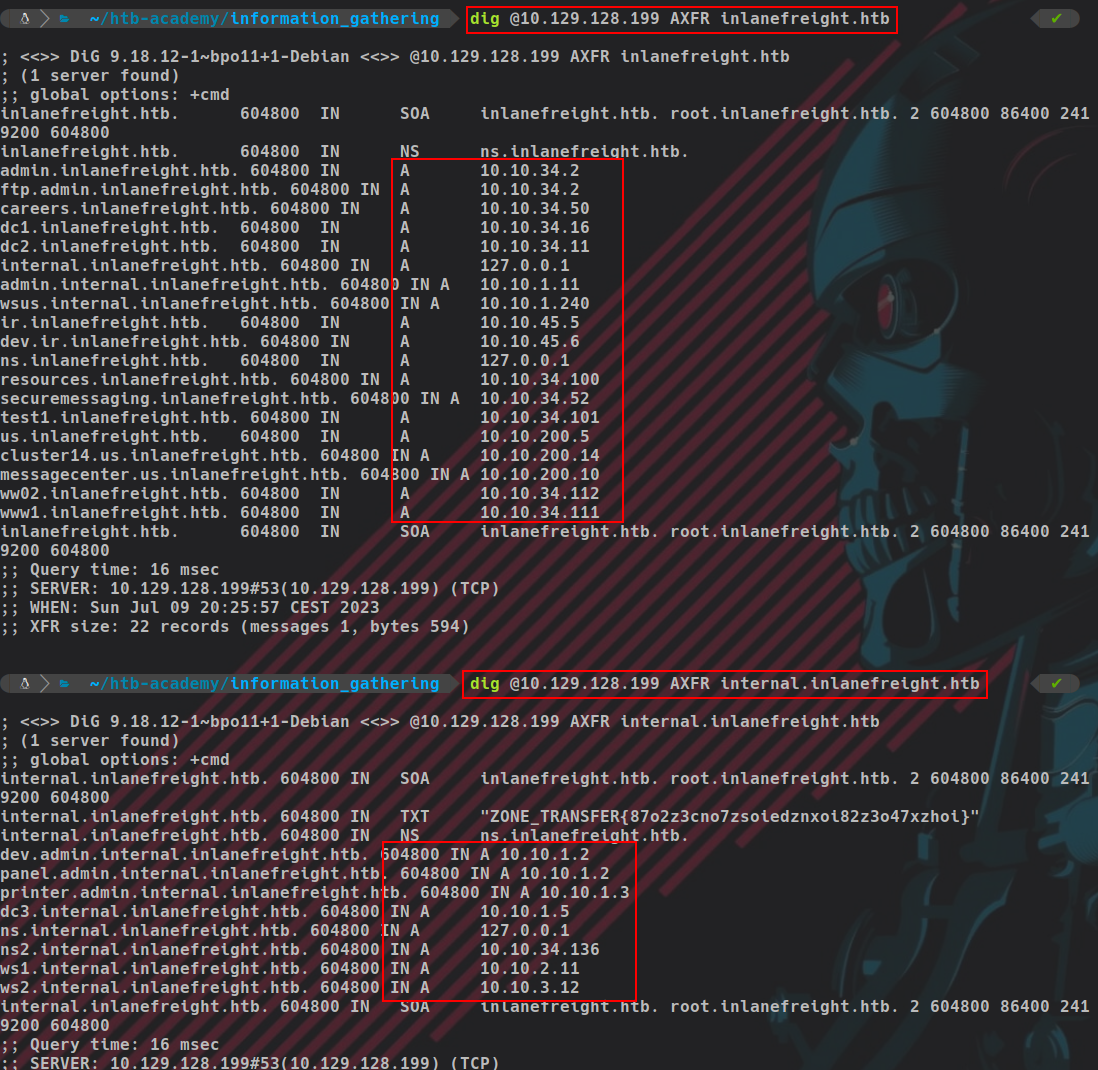 ~/htb-academy/information_gathering dig @10.129.128.199 AXFR inlanefreight.htb ✔
; <<>> DiG 9.18.12-1~bpo11+1-Debian <<>> @10.129.128.199 AXFR inlanefreight.htb
; (1 server found)
;; global options: +cmd
inlanefreight.htb. 604800 IN SOA inlanefreight.htb. root.inlanefreight.htb. 2 604800 86400 241
9200 604800
inlanefreight.htb. 604800 IN NS ns.inlanefreight.htb.
admin.inlanefreight.htb. 604800 IN A 10.10.34.2
ftp.admin.inlanefreight.htb. 604800 IN A 10.10.34.2
careers.inlanefreight.htb. 604800 IN A 10.10.34.50
dc1.inlanefreight.htb. 604800 IN A 10.10.34.16
dc2.inlanefreight.htb. 604800 IN A 10.10.34.11
internal.inlanefreight.htb. 604800 IN A 127.0.0.1
admin.internal.inlanefreight.htb. 604800 IN A 10.10.1.11
wsus.internal.inlanefreight.htb. 604800 IN A 10.10.1.240
ir.inlanefreight.htb. 604800 IN A 10.10.45.5
dev.ir.inlanefreight.htb. 604800 IN A 10.10.45.6
ns.inlanefreight.htb. 604800 IN A 127.0.0.1
resources.inlanefreight.htb. 604800 IN A 10.10.34.100
securemessaging.inlanefreight.htb. 604800 IN A 10.10.34.52
test1.inlanefreight.htb. 604800 IN A 10.10.34.101
us.inlanefreight.htb. 604800 IN A 10.10.200.5
cluster14.us.inlanefreight.htb. 604800 IN A 10.10.200.14
messagecenter.us.inlanefreight.htb. 604800 IN A 10.10.200.10
ww02.inlanefreight.htb. 604800 IN A 10.10.34.112
www1.inlanefreight.htb. 604800 IN A 10.10.34.111
inlanefreight.htb. 604800 IN SOA inlanefreight.htb. root.inlanefreight.htb. 2 604800 86400 241
9200 604800
;; Query time: 16 msec
;; SERVER: 10.129.128.199#53(10.129.128.199) (TCP)
;; WHEN: Sun Jul 09 20:25:57 CEST 2023
;; XFR size: 22 records (messages 1, bytes 594)
~/htb-academy/information_gathering dig @10.129.128.199 AXFR internal.inlanefreight.htb ✔
; <<>> DiG 9.18.12-1~bpo11+1-Debian <<>> @10.129.128.199 AXFR internal.inlanefreight.htb
; (1 server found)
;; global options: +cmd
internal.inlanefreight.htb. 604800 IN SOA inlanefreight.htb. root.inlanefreight.htb. 2 604800 86400 241
9200 604800
internal.inlanefreight.htb. 604800 IN TXT "ZONE_TRANSFER{87o2z3cno7zsoiedznxoi82z3o47xzhoi}"
internal.inlanefreight.htb. 604800 IN NS ns.inlanefreight.htb.
dev.admin.internal.inlanefreight.htb. 604800 IN A 10.10.1.2
panel.admin.internal.inlanefreight.htb. 604800 IN A 10.10.1.2
printer.admin.internal.inlanefreight.htb. 604800 IN A 10.10.1.3
dc3.internal.inlanefreight.htb. 604800 IN A 10.10.1.5
ns.internal.inlanefreight.htb. 604800 IN A 127.0.0.1
ns2.internal.inlanefreight.htb. 604800 IN A 10.10.34.136
ws1.internal.inlanefreight.htb. 604800 IN A 10.10.2.11
ws2.internal.inlanefreight.htb. 604800 IN A 10.10.3.12
internal.inlanefreight.htb. 604800 IN SOA inlanefreight.htb. root.inlanefreight.htb. 2 604800 86400 241
9200 604800
;; Query time: 16 msec
;; SERVER: 10.129.128.199#53(10.129.128.199) (TCP)